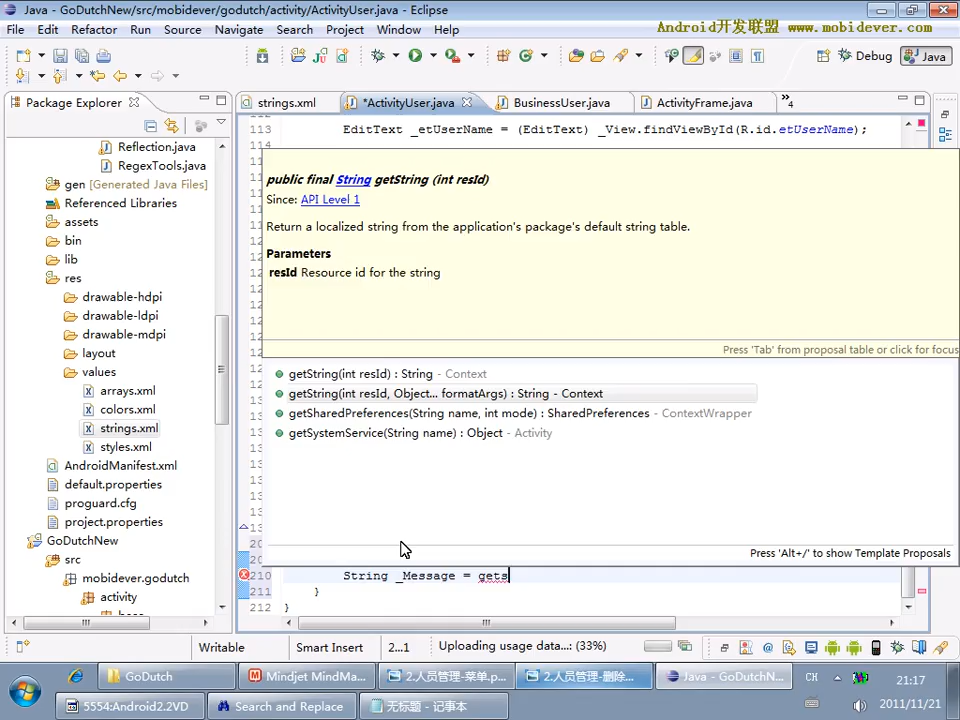 Java - GoDutchNew/src/mobidever/godutch/activity/ActivityUser.java - Eclipse
File Edit Refactor Run Source Navigate Search Project Window Help
Android开发联盟 www.mobidever.com
Debug Java
Package Explorer
strings.xml *ActivityUser.java BusinessUser.java ActivityFrame.java 4
113 EditText _etUserName = (EditText) _View.findViewById(R.id.etUserName);
114
Reflection.java
RegexTools.java
gen [Generated Java Files]
Referenced Libraries
assets
bin
lib
res
drawable-hdpi
drawable-ldpi
drawable-mdpi
layout
values
arrays.xml
colors.xml
strings.xml
styles.xml
AndroidManifest.xml
default.properties
proguard.cfg
project.properties
GoDutchNew
src
mobidever.godutch
activity
public final String getString (int resId)
Since: API Level 1
Return a localized string from the application's package's default string table.
Parameters
resId Resource id for the string
Press 'Tab' from proposal table or click for focus
getString(int resId) : String - Context
getString(int resId, Object... formatArgs) : String - Context
getSharedPreferences(String name, int mode) : SharedPreferences - ContextWrapper
getSystemService(String name) : Object - Activity
Press 'Alt+/' to show Template Proposals
210 String _Message = gets
211 }
212 }
Writable Smart Insert 2...1 Uploading usage data...: (33%)
GoDutch Mindjet MindMa... 2.人员管理-菜单.p... 2.人员管理-删除... Java - GoDutchN... CH 21:17
5554:Android2.2VD Search and Replace 无标题 - 记事本 2011/11/21